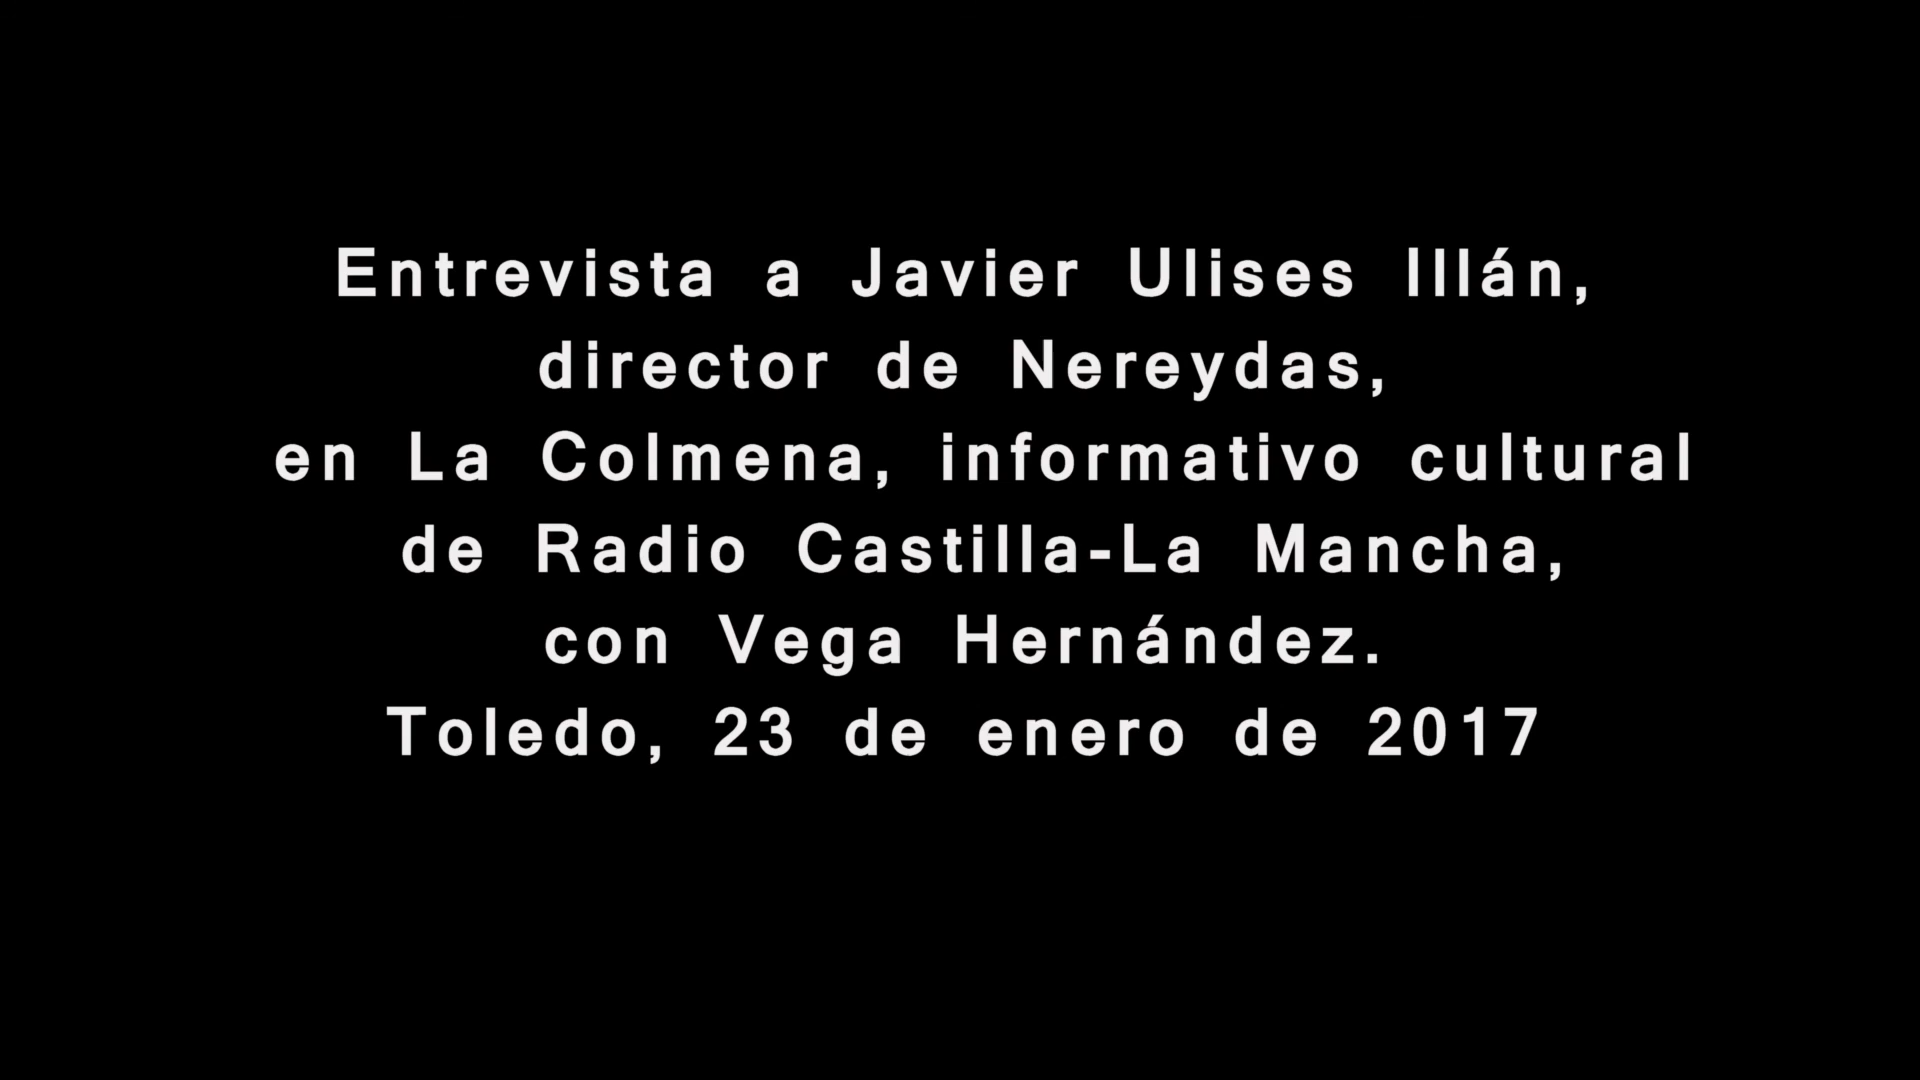 Entrevista a Javier Ulises Illán,
director de Nereydas,
en La Colmena, informativo cultural
de Radio Castilla-La Mancha,
con Vega Hernández.
Toledo, 23 de enero de 2017